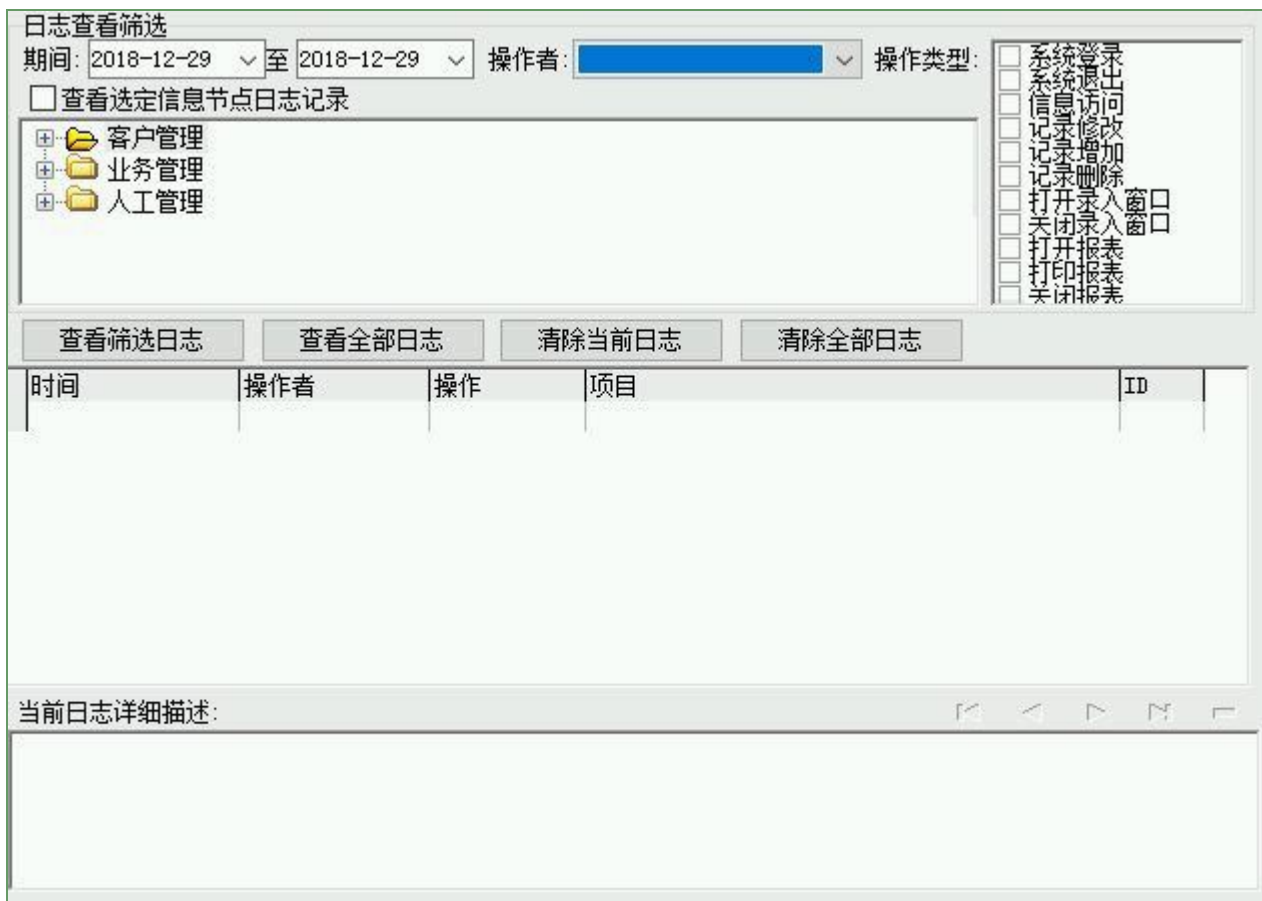 日志查看筛选
期间: 2018-12-29 至 2018-12-29 操作者: 操作类型:
系统登录
系统退出
信息访问
记录修改
记录增加
记录删除
打开录入窗口
关闭录入窗口
打开报表
打印报表
关闭报表
查看选定信息节点日志记录
客户管理
业务管理
人工管理
查看筛选日志 查看全部日志 清除当前日志 清除全部日志
时间 操作者 操作 项目 ID
当前日志详细描述: